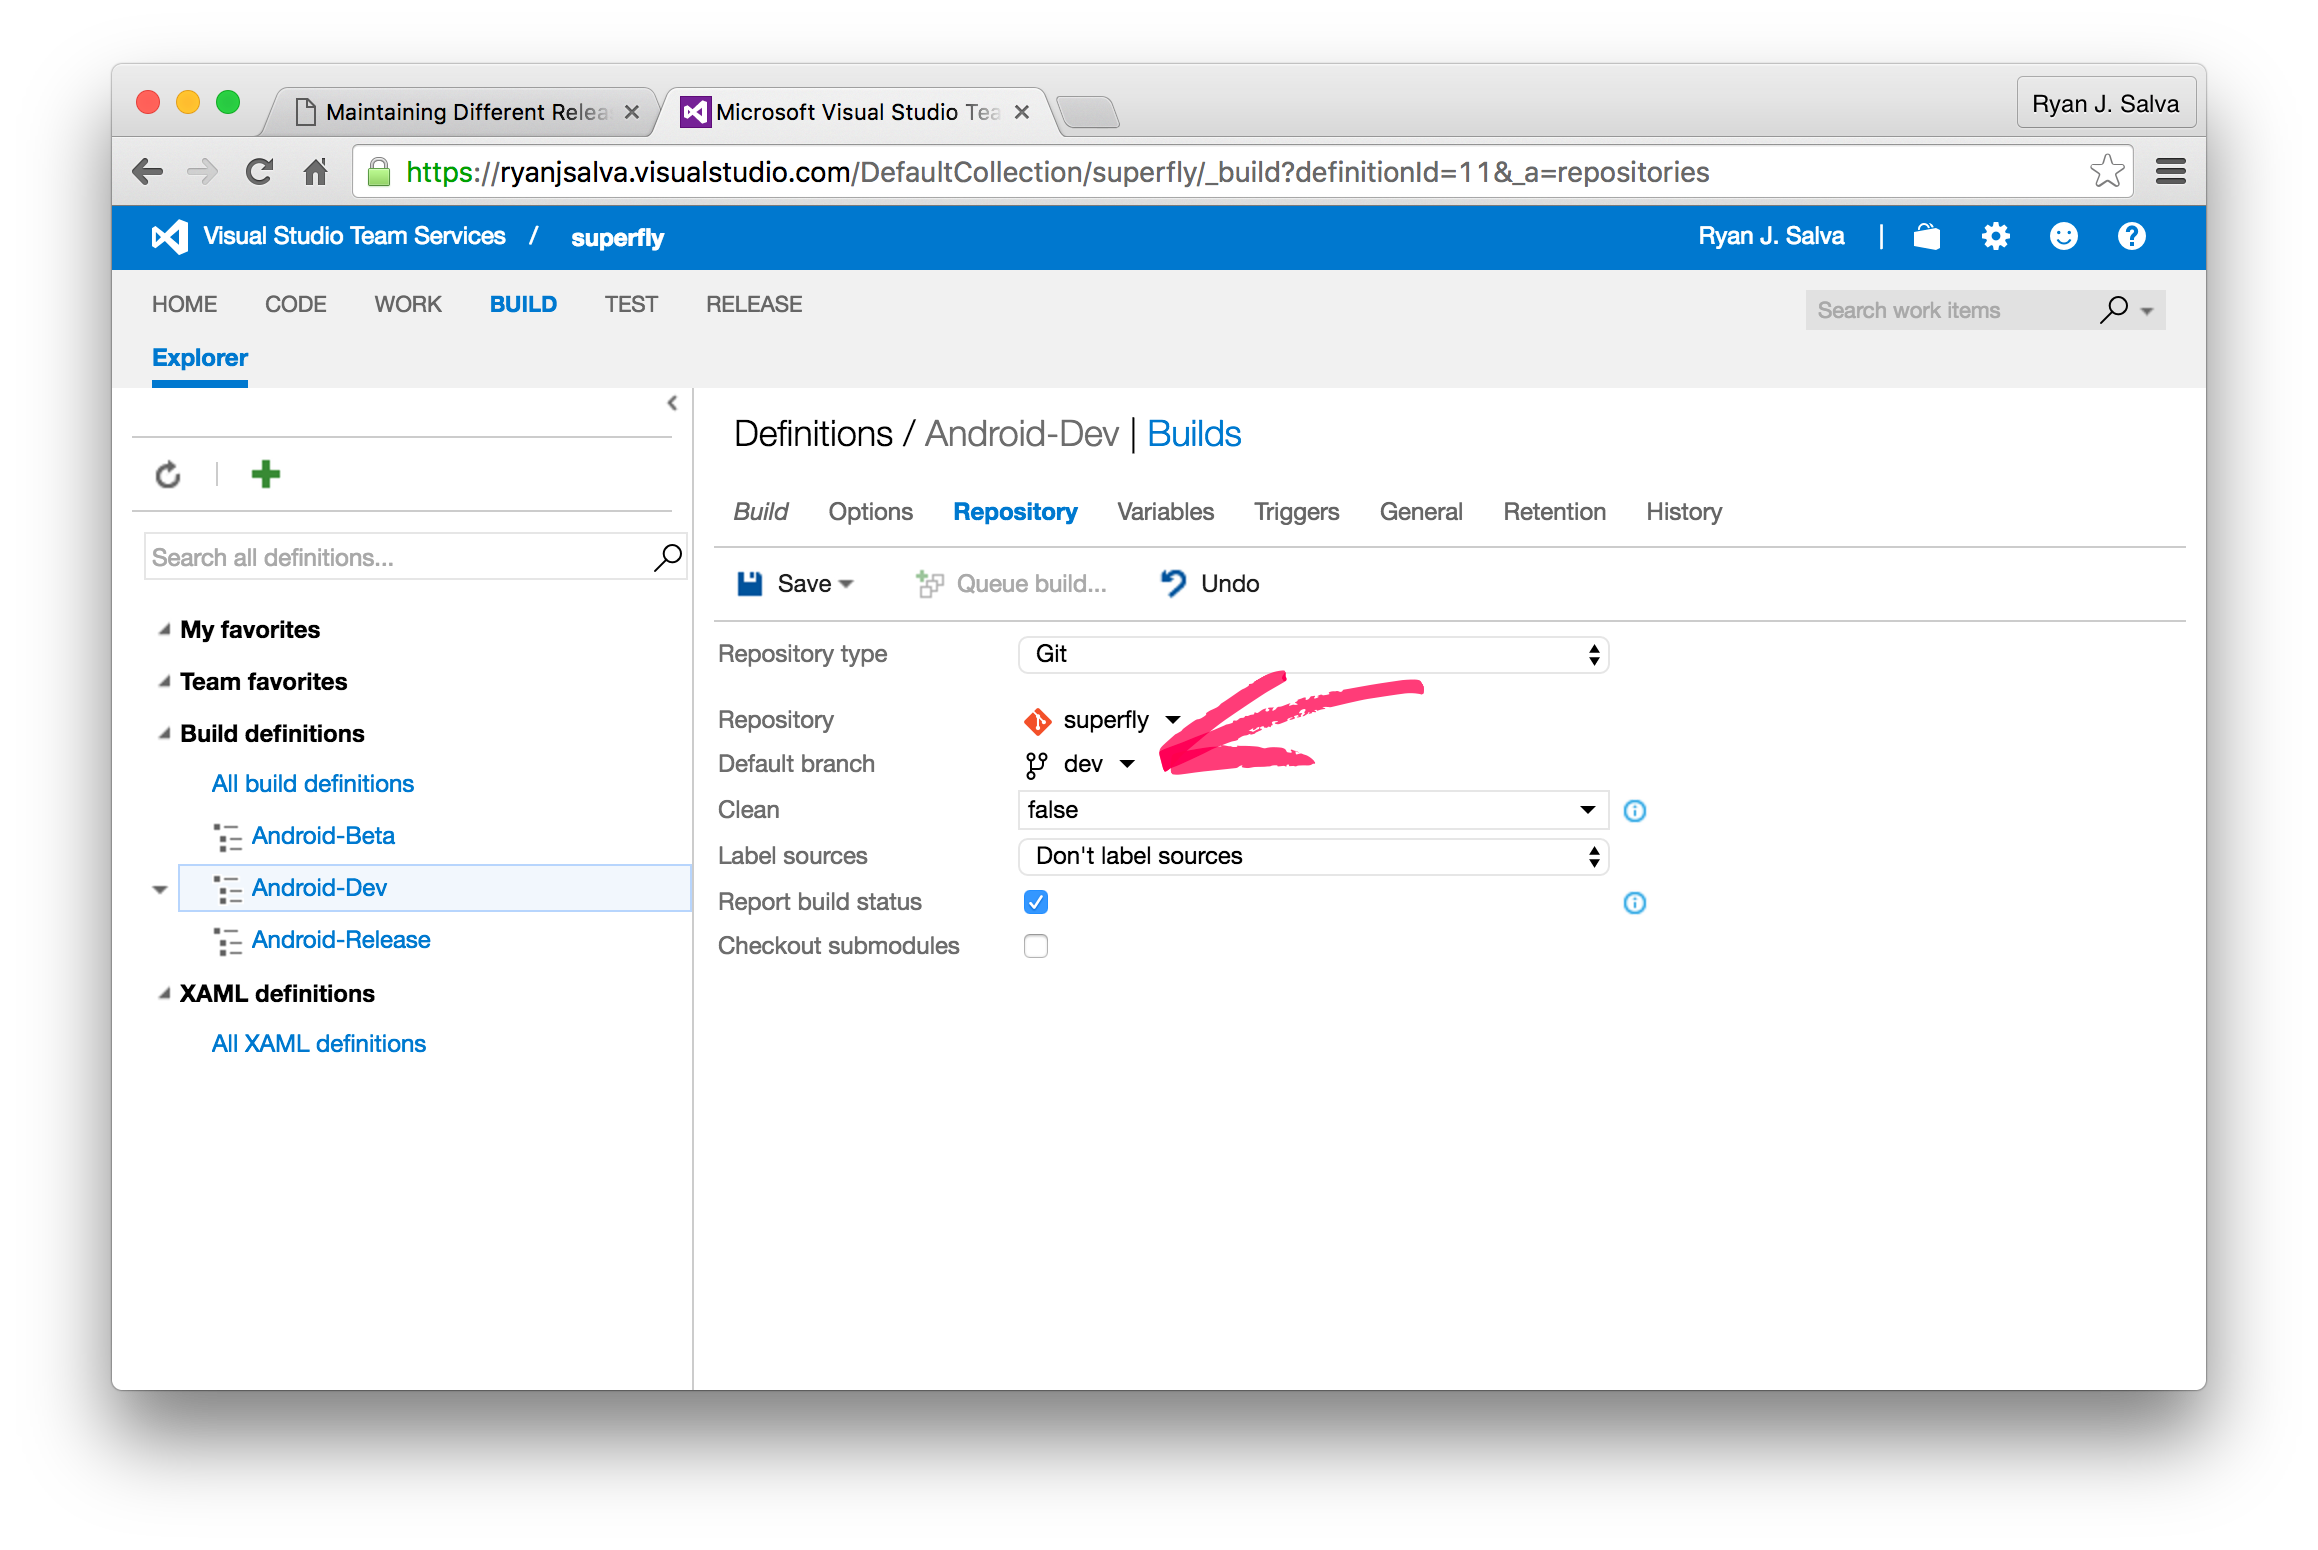 Maintaining Different Relea
Microsoft Visual Studio Tea
Ryan J. Salva
https://ryanjsalva.visualstudio.com/DefaultCollection/superfly/_build?definitionId=11&_a=repositories
Visual Studio Team Services / superfly
Ryan J. Salva |
HOME CODE WORK BUILD TEST RELEASE
Search work items
Explorer
Search all definitions...
My favorites
Team favorites
Build definitions
All build definitions
Android-Beta
Android-Dev
Android-Release
XAML definitions
All XAML definitions
Definitions / Android-Dev | Builds
Build Options Repository Variables Triggers General Retention History
Save Queue build... Undo
Repository type Git
Repository superfly
Default branch dev
Clean false
Label sources Don't label sources
Report build status
Checkout submodules